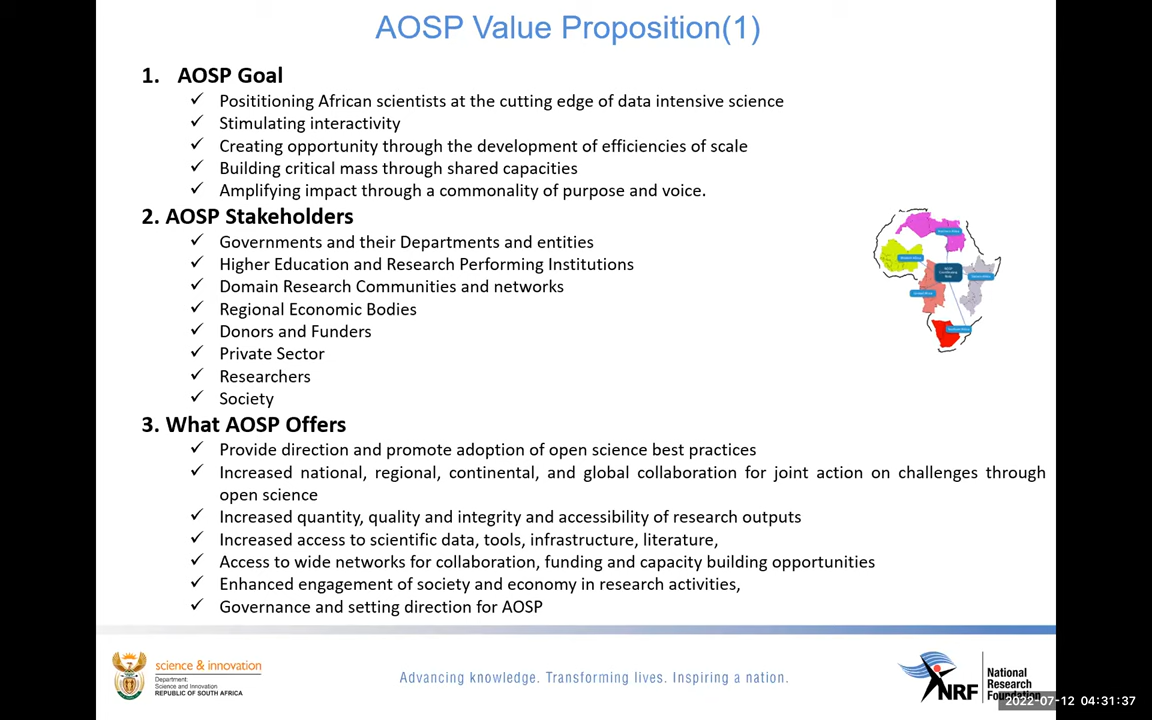 AOSP Value Proposition(1)
1. AOSP Goal
✓ Posititioning African scientists at the cutting edge of data intensive science
✓ Stimulating interactivity
✓ Creating opportunity through the development of efficiencies of scale
✓ Building critical mass through shared capacities
✓ Amplifying impact through a commonality of purpose and voice.
2. AOSP Stakeholders
✓ Governments and their Departments and entities
✓ Higher Education and Research Performing Institutions
✓ Domain Research Communities and networks
✓ Regional Economic Bodies
✓ Donors and Funders
✓ Private Sector
✓ Researchers
✓ Society
3. What AOSP Offers
✓ Provide direction and promote adoption of open science best practices
✓ Increased national, regional, continental, and global collaboration for joint action on challenges through
open science
✓ Increased quantity, quality and integrity and accessibility of research outputs
✓ Increased access to scientific data, tools, infrastructure, literature,
✓ Access to wide networks for collaboration, funding and capacity building opportunities
✓ Enhanced engagement of society and economy in research activities,
✓ Governance and setting direction for AOSP
science & innovation
Department:
Science and Innovation
REPUBLIC OF SOUTH AFRICA
Advancing knowledge. Transforming lives. Inspiring a nation.
NRF
National
Research
Foundation
2022-07-12 04:31:37